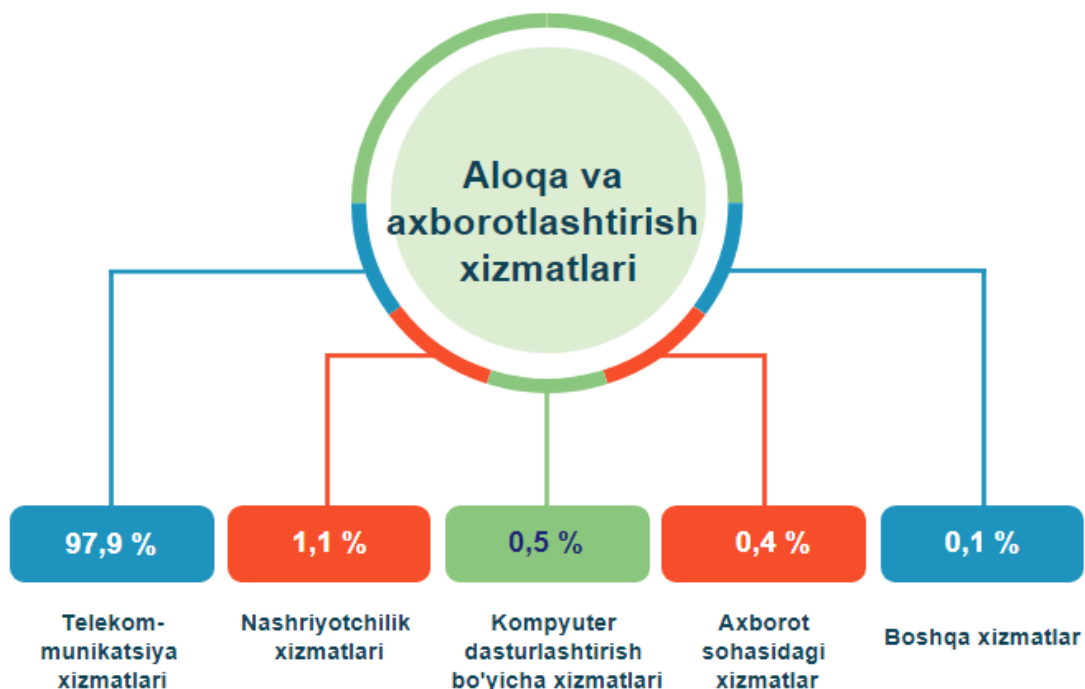 Aloqa va
axborotlashtirish
xizmatlari
97,9 %
1,1 %
0,5 %
0,4 %
0,1 %
Telekom-
munikatsiya
xizmatlari
Nashriyotchilik
xizmatlari
Kompyuter
dasturlashtirish
bo'yicha xizmatlari
Axborot
sohasidagi
xizmatlar
Boshqa xizmatlar